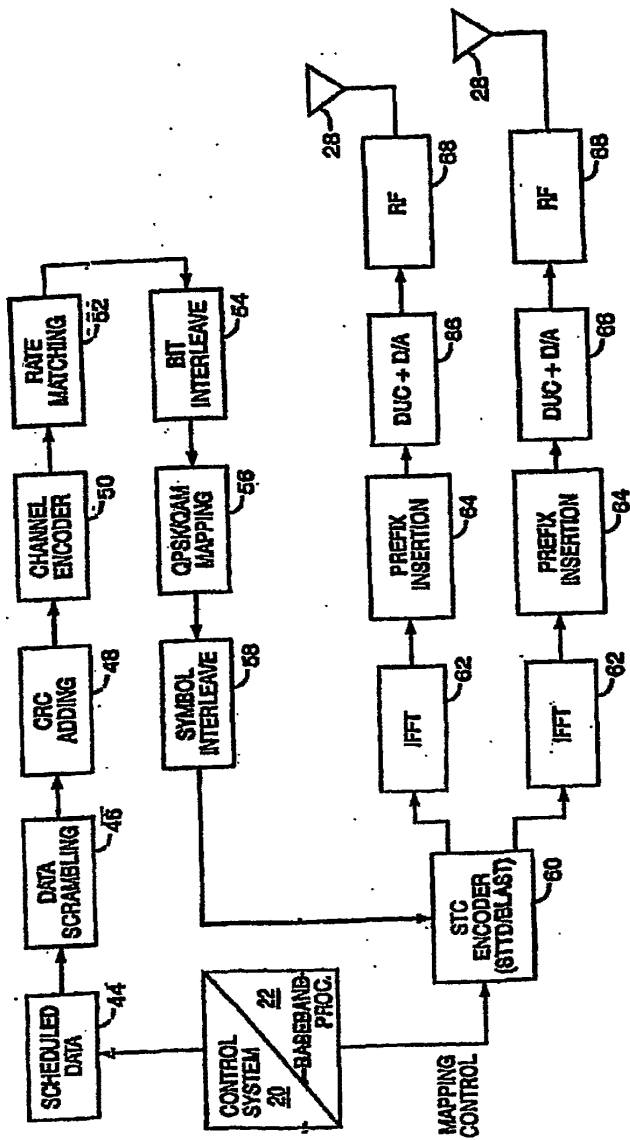 SCHEDULED
DATA
44
DATA
SCRAMBLING
46
CRC
ADDING
48
CHANNEL
ENCODER
50
RATE
MATCHING
52
BIT
INTERLEAVE
54
QPSK/QAM
MAPPING
56
SYMBOL
INTERLEAVE
58
CONTROL
SYSTEM
20
22
BASEBAND
PROC.
MAPPING
CONTROL
STC
ENCODER
(STTD/BLAST)
60
IFFT
62
PREFIX
INSERTION
64
DUC + D/A
66
RF
68
28
IFFT
62
PREFIX
INSERTION
64
DUC + D/A
66
RF
68
28